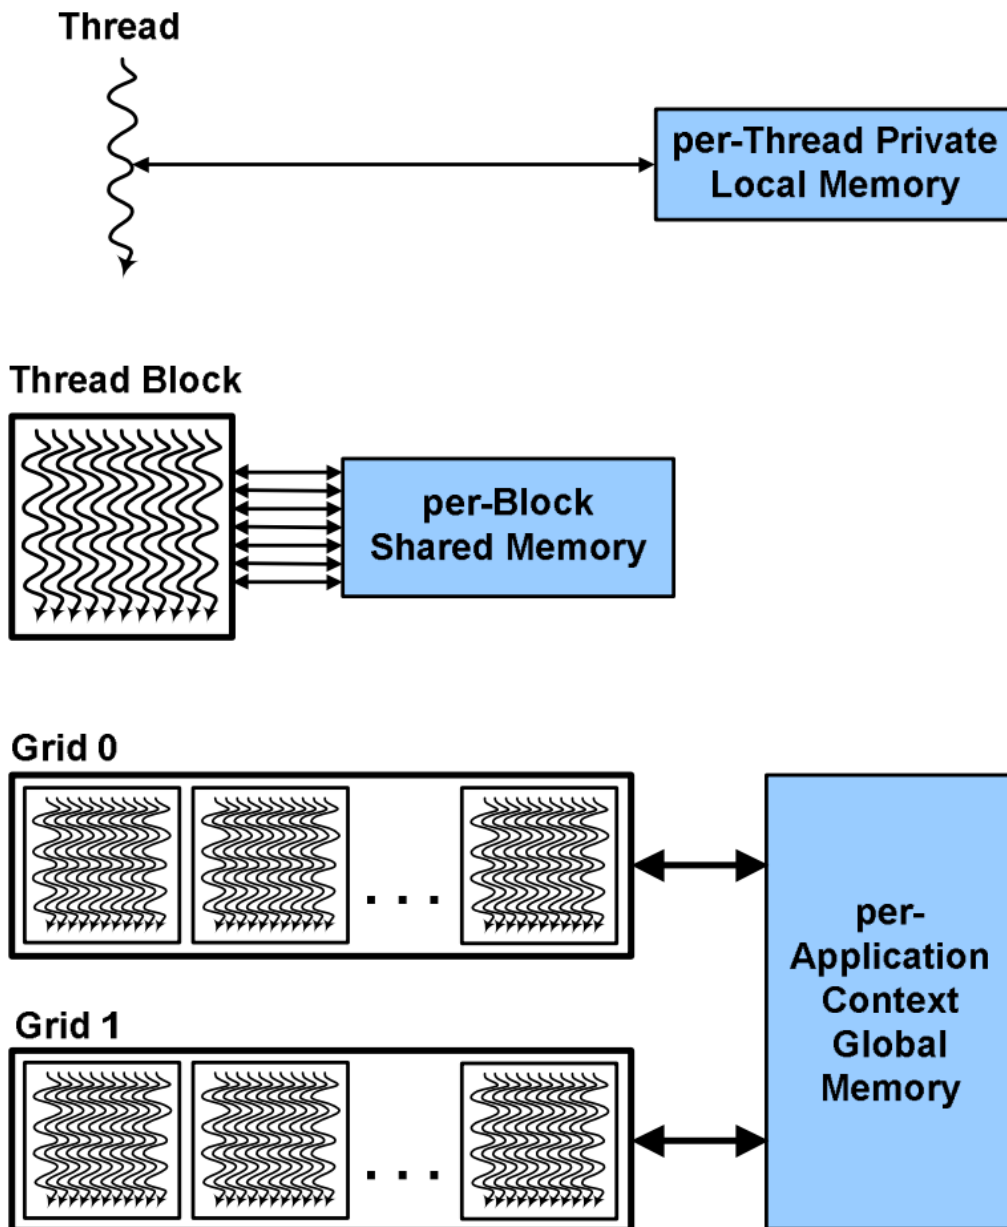 Thread
per-Thread Private
Local Memory
Thread Block
per-Block
Shared Memory
Grid 0
. . .
per-
Application
Context
Global
Memory
Grid 1
. . .